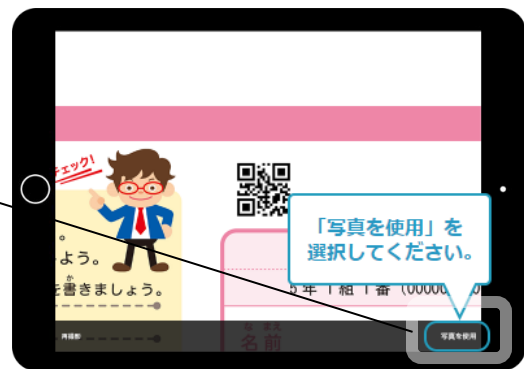 チェック!
。
よう。
を書きましょう。
か
「写真を使用」を
選択してください。
5年 1組 1番 (00000
なまえ
名前
再撮影
写真を使用